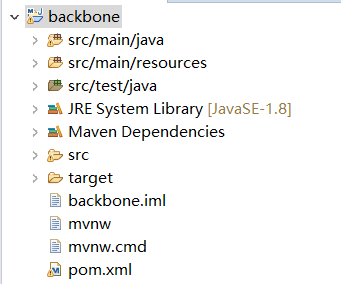 backbone
src/main/java
src/main/resources
src/test/java
JRE System Library [JavaSE-1.8]
Maven Dependencies
src
target
backbone.iml
mvnw
mvnw.cmd
pom.xml